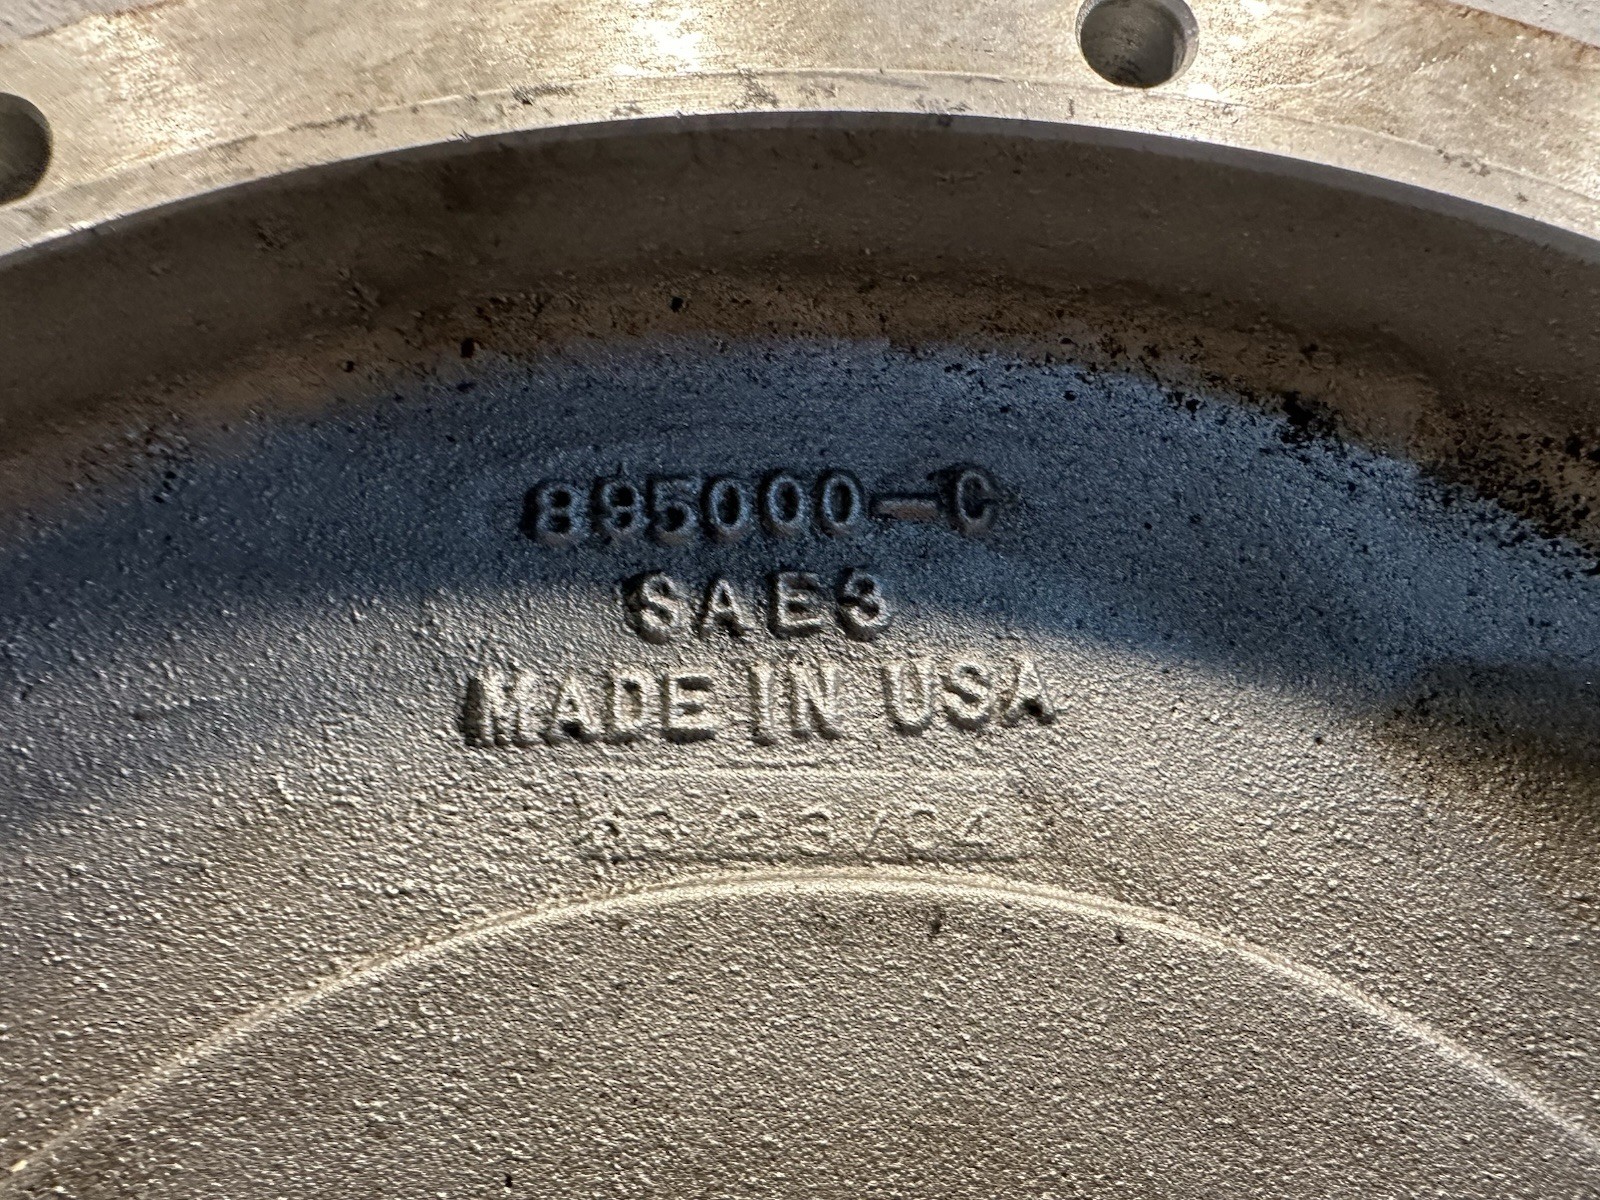 895000-C
SAE3
MADE IN USA